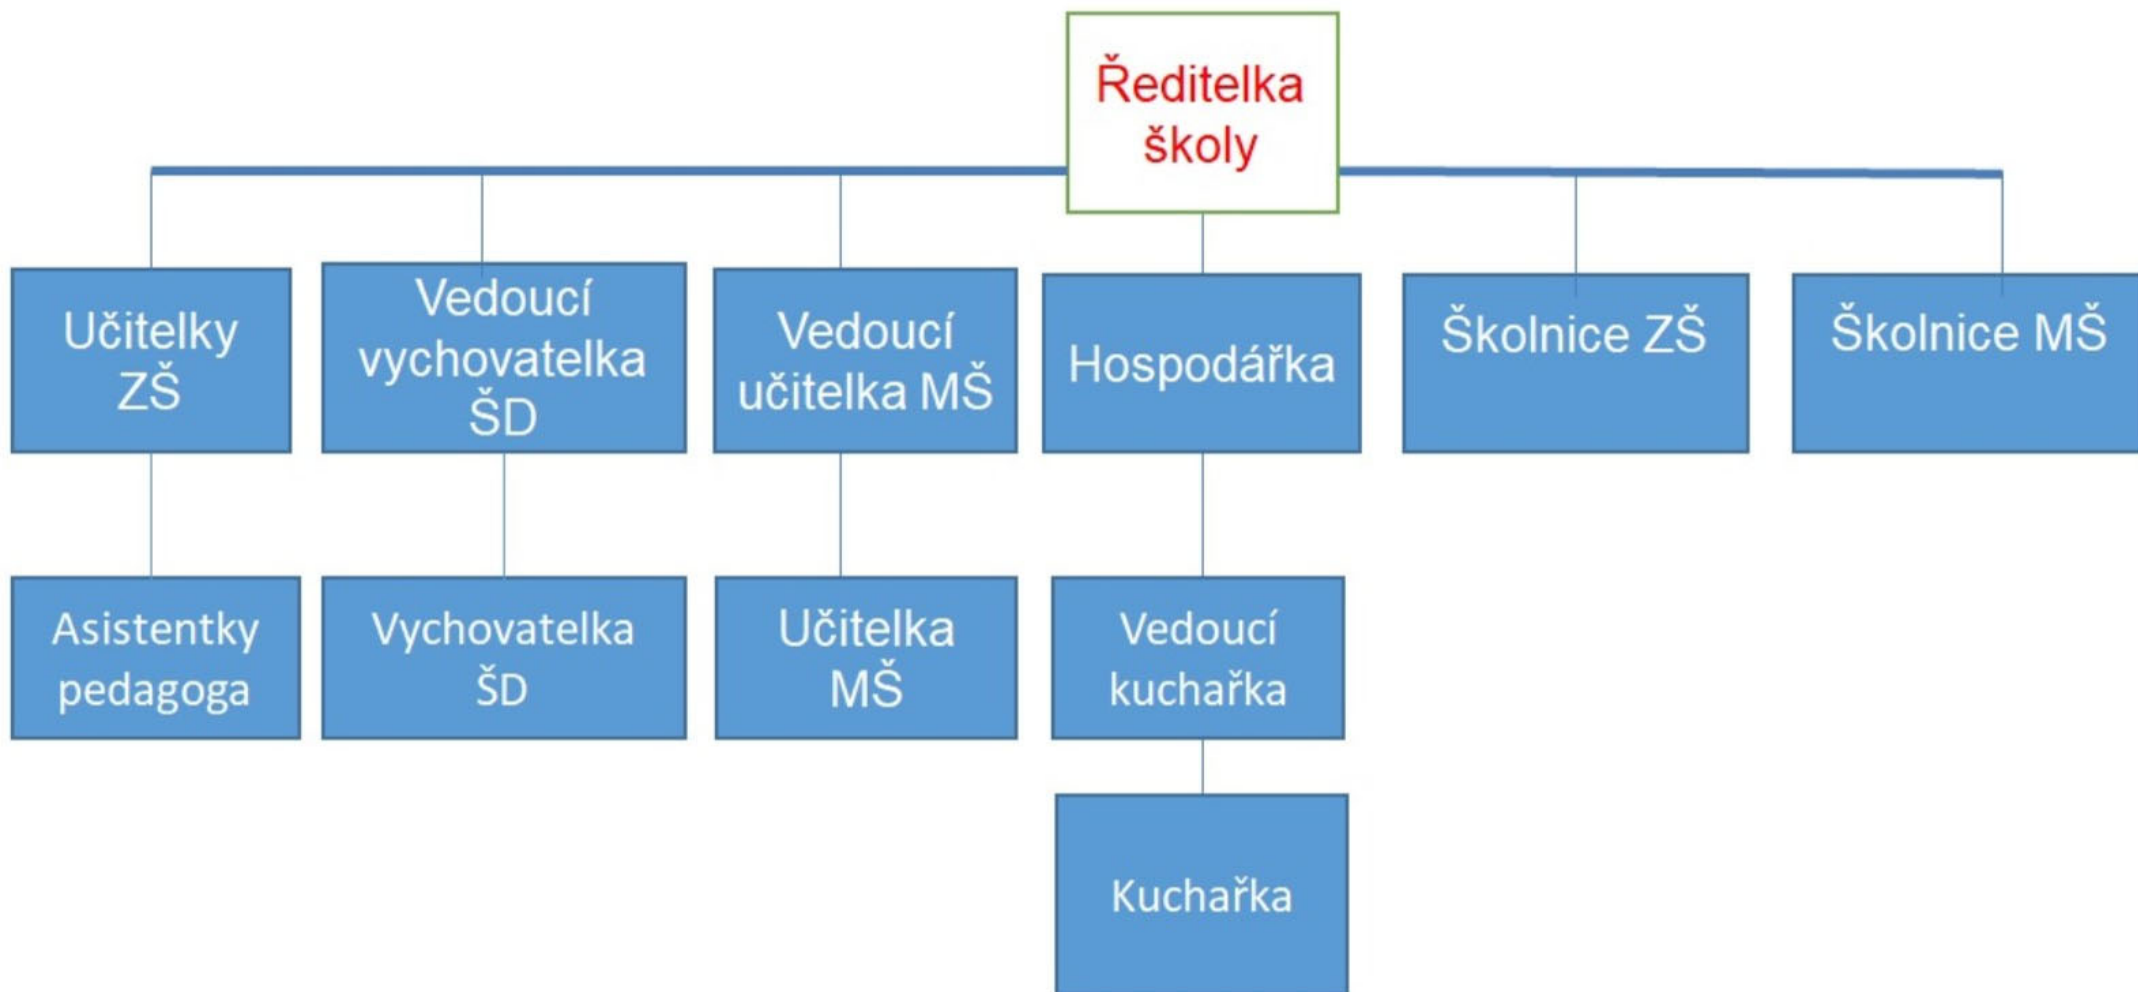 Ředitelka
školy
Učitelky
ZŠ
Vedoucí
vychovatelka
ŠD
Vedoucí
učitelka MŠ
Hospodářka
Školnice ZŠ
Školnice MŠ
Asistentky
pedagoga
Vychovatelka
ŠD
Učitelka
MŠ
Vedoucí
kuchařka
Kuchařka